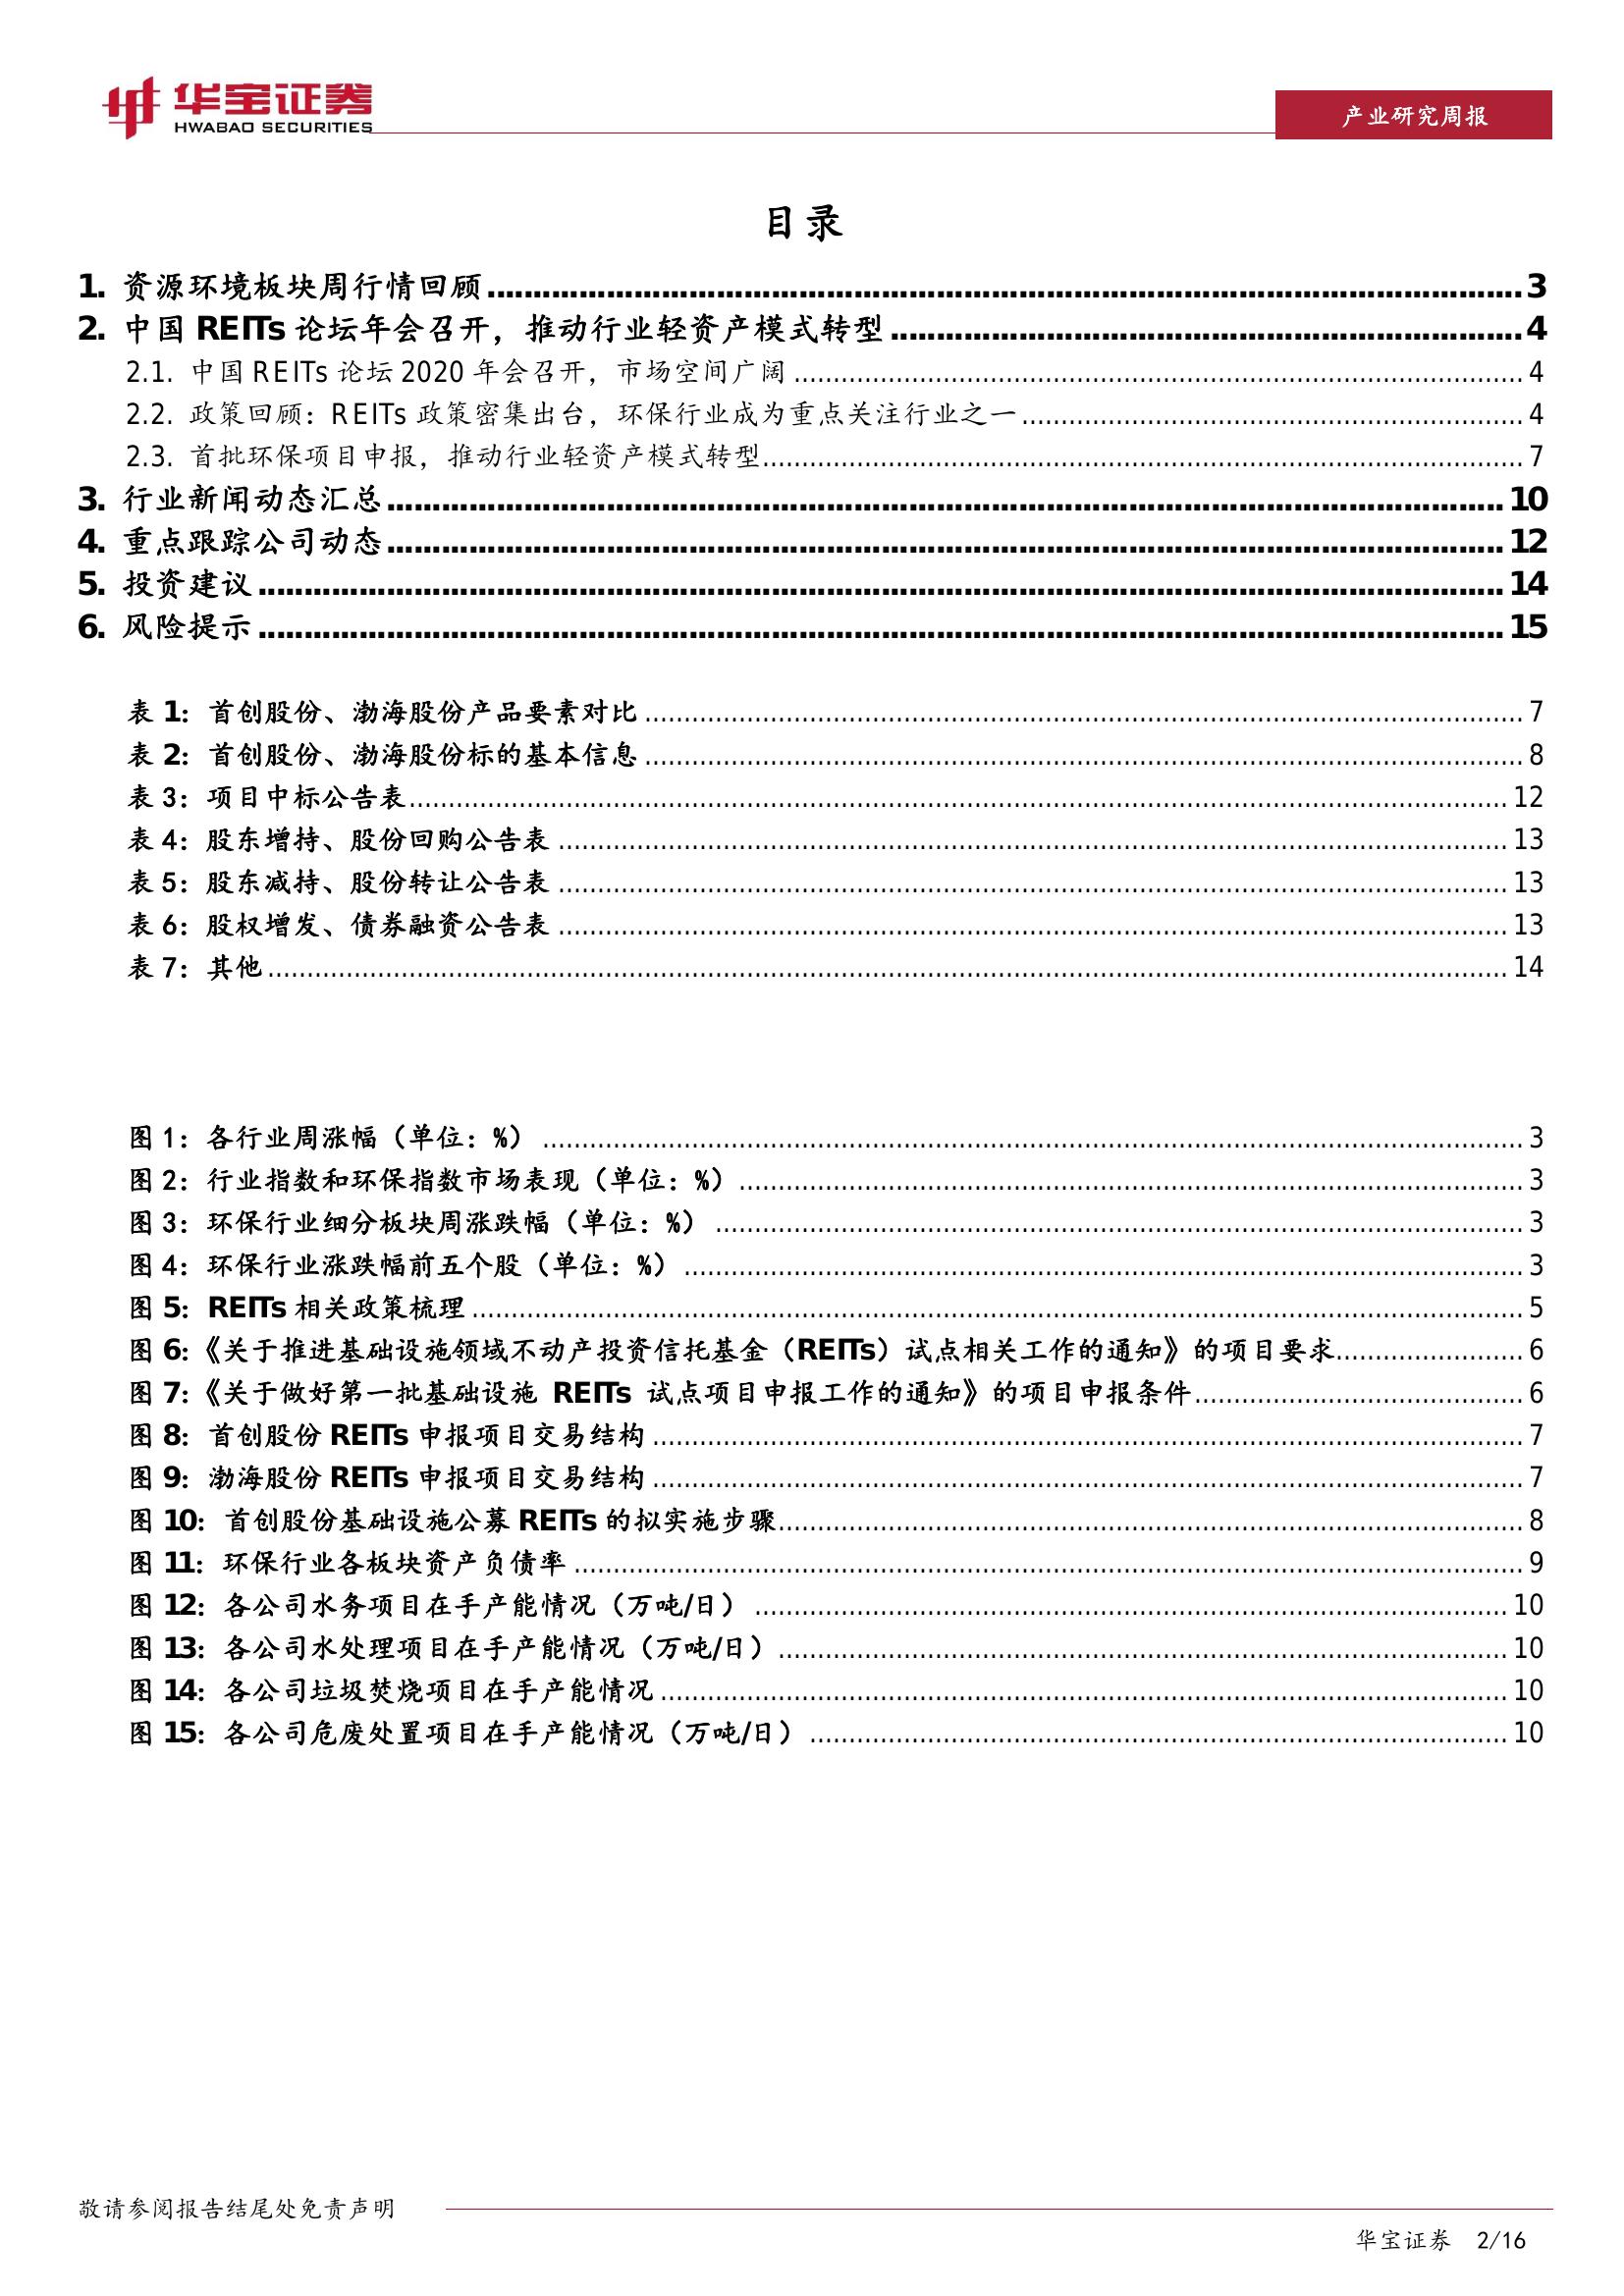 华宝证券
HWABAO SECURITIES
产业研究周报
目录
1. 资源环境板块周行情回顾 3
2. 中国 REITs 论坛年会召开，推动行业轻资产模式转型 4
2.1. 中国 REITs 论坛 2020 年会召开，市场空间广阔 4
2.2. 政策回顾：REITs 政策密集出台，环保行业成为重点关注行业之一 4
2.3. 首批环保项目申报，推动行业轻资产模式转型 7
3. 行业新闻动态汇总 10
4. 重点跟踪公司动态 12
5. 投资建议 14
6. 风险提示 15
表 1：首创股份、渤海股份产品要素对比 7
表 2：首创股份、渤海股份标的基本信息 8
表 3：项目中标公告表 12
表 4：股东增持、股份回购公告表 13
表 5：股东减持、股份转让公告表 13
表 6：股权增发、债券融资公告表 13
表 7：其他 14
图 1：各行业周涨幅（单位：%） 3
图 2：行业指数和环保指数市场表现（单位：%） 3
图 3：环保行业细分板块周涨跌幅（单位：%） 3
图 4：环保行业涨跌幅前五个股（单位：%） 3
图 5：REITs 相关政策梳理 5
图 6：《关于推进基础设施领域不动产投资信托基金（REITs）试点相关工作的通知》的项目要求 6
图 7：《关于做好第一批基础设施 REITs 试点项目申报工作的通知》的项目申报条件 6
图 8：首创股份 REITs 申报项目交易结构 7
图 9：渤海股份 REITs 申报项目交易结构 7
图 10：首创股份基础设施公募 REITs 的拟实施步骤 8
图 11：环保行业各板块资产负债率 9
图 12：各公司水务项目在手产能情况（万吨/日） 10
图 13：各公司水处理项目在手产能情况（万吨/日） 10
图 14：各公司垃圾焚烧项目在手产能情况 10
图 15：各公司危废处置项目在手产能情况（万吨/日） 10
敬请参阅报告结尾处免责声明
华宝证券 2/16